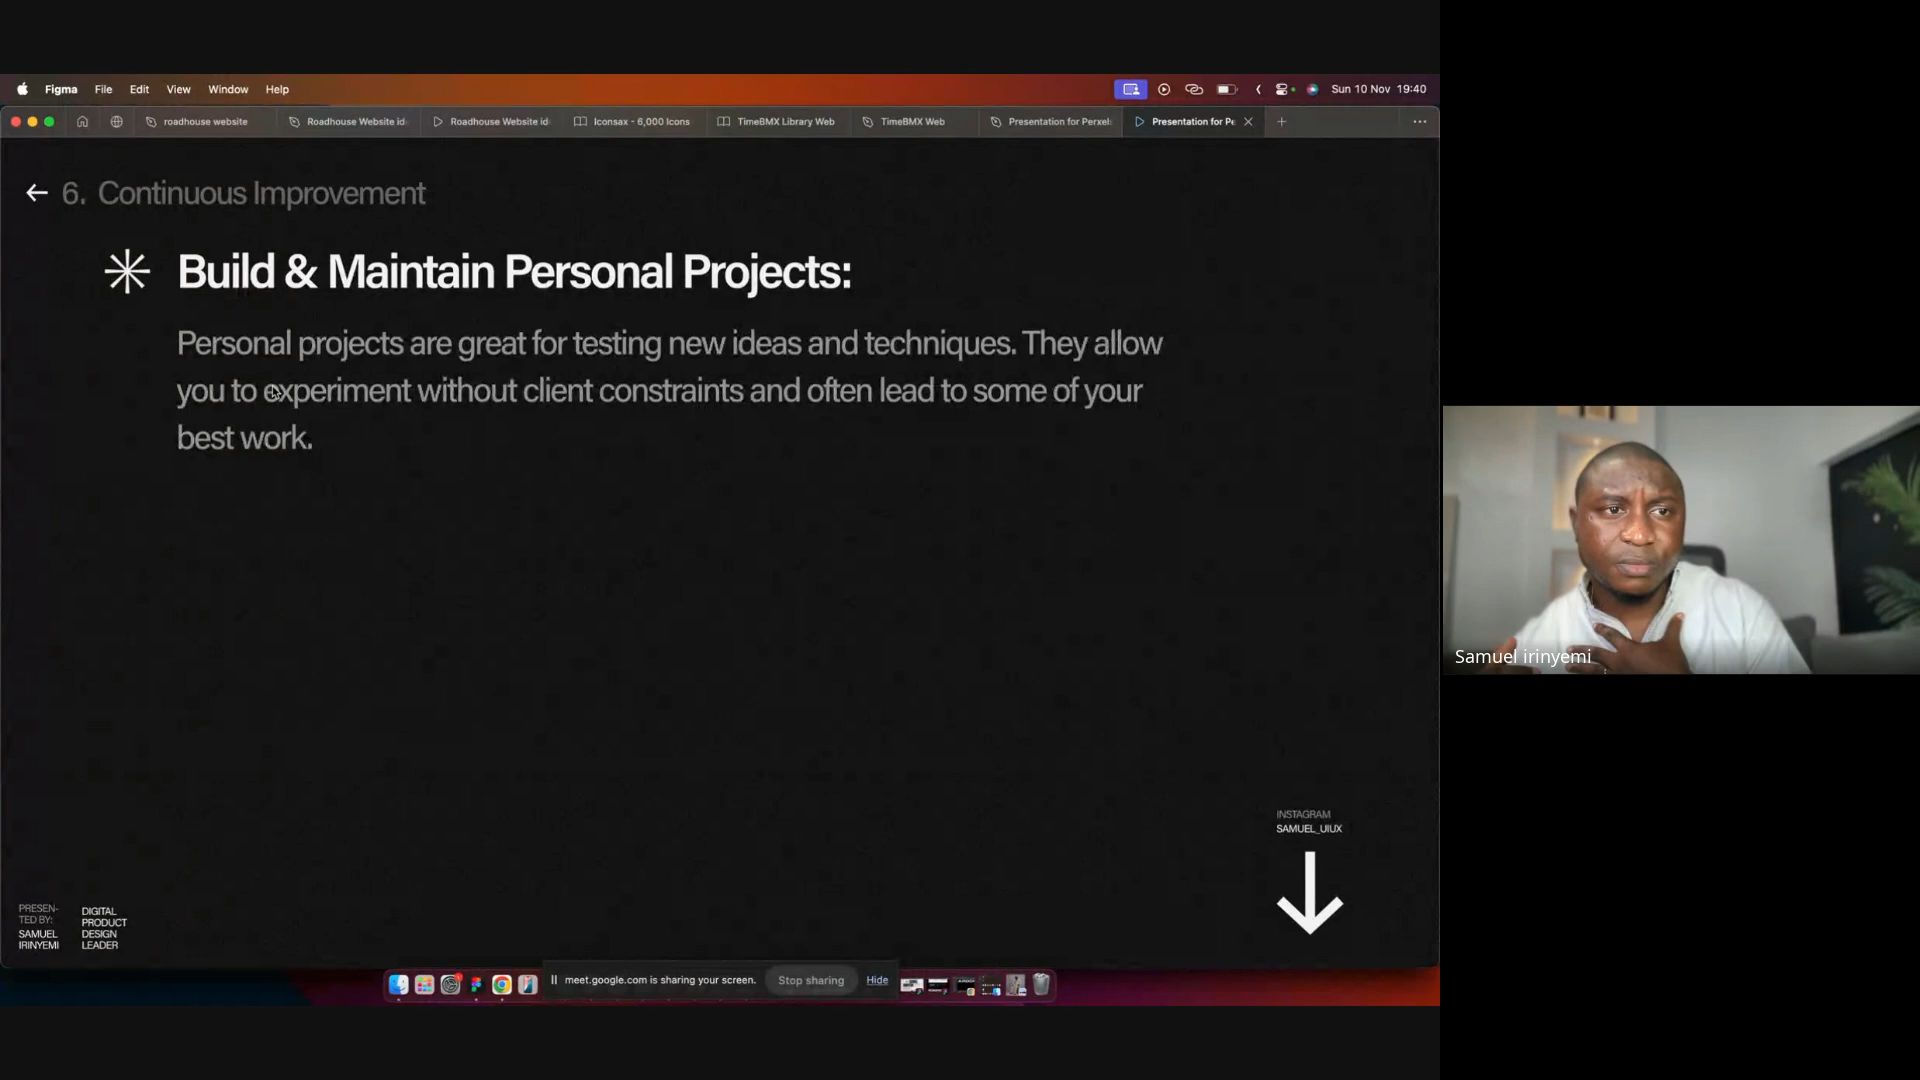 Figma File Edit View Window Help
Sun 10 Nov 19:40
roadhouse website
Roadhouse Website id
Roadhouse Website id
Iconsax - 6,000 Icons
TimeBMX Library Web
TimeBMX Web
Presentation for Perxel
Presentation for Pe
6. Continuous Improvement
Build & Maintain Personal Projects:
Personal projects are great for testing new ideas and techniques. They allow
you to experiment without client constraints and often lead to some of your
best work.
Samuel irinyemi
INSTAGRAM
SAMUEL_UIUX
PRESEN-
TED BY:
SAMUEL
IRINYEMI
DIGITAL
PRODUCT
DESIGN
LEADER
meet.google.com is sharing your screen.
Stop sharing
Hide